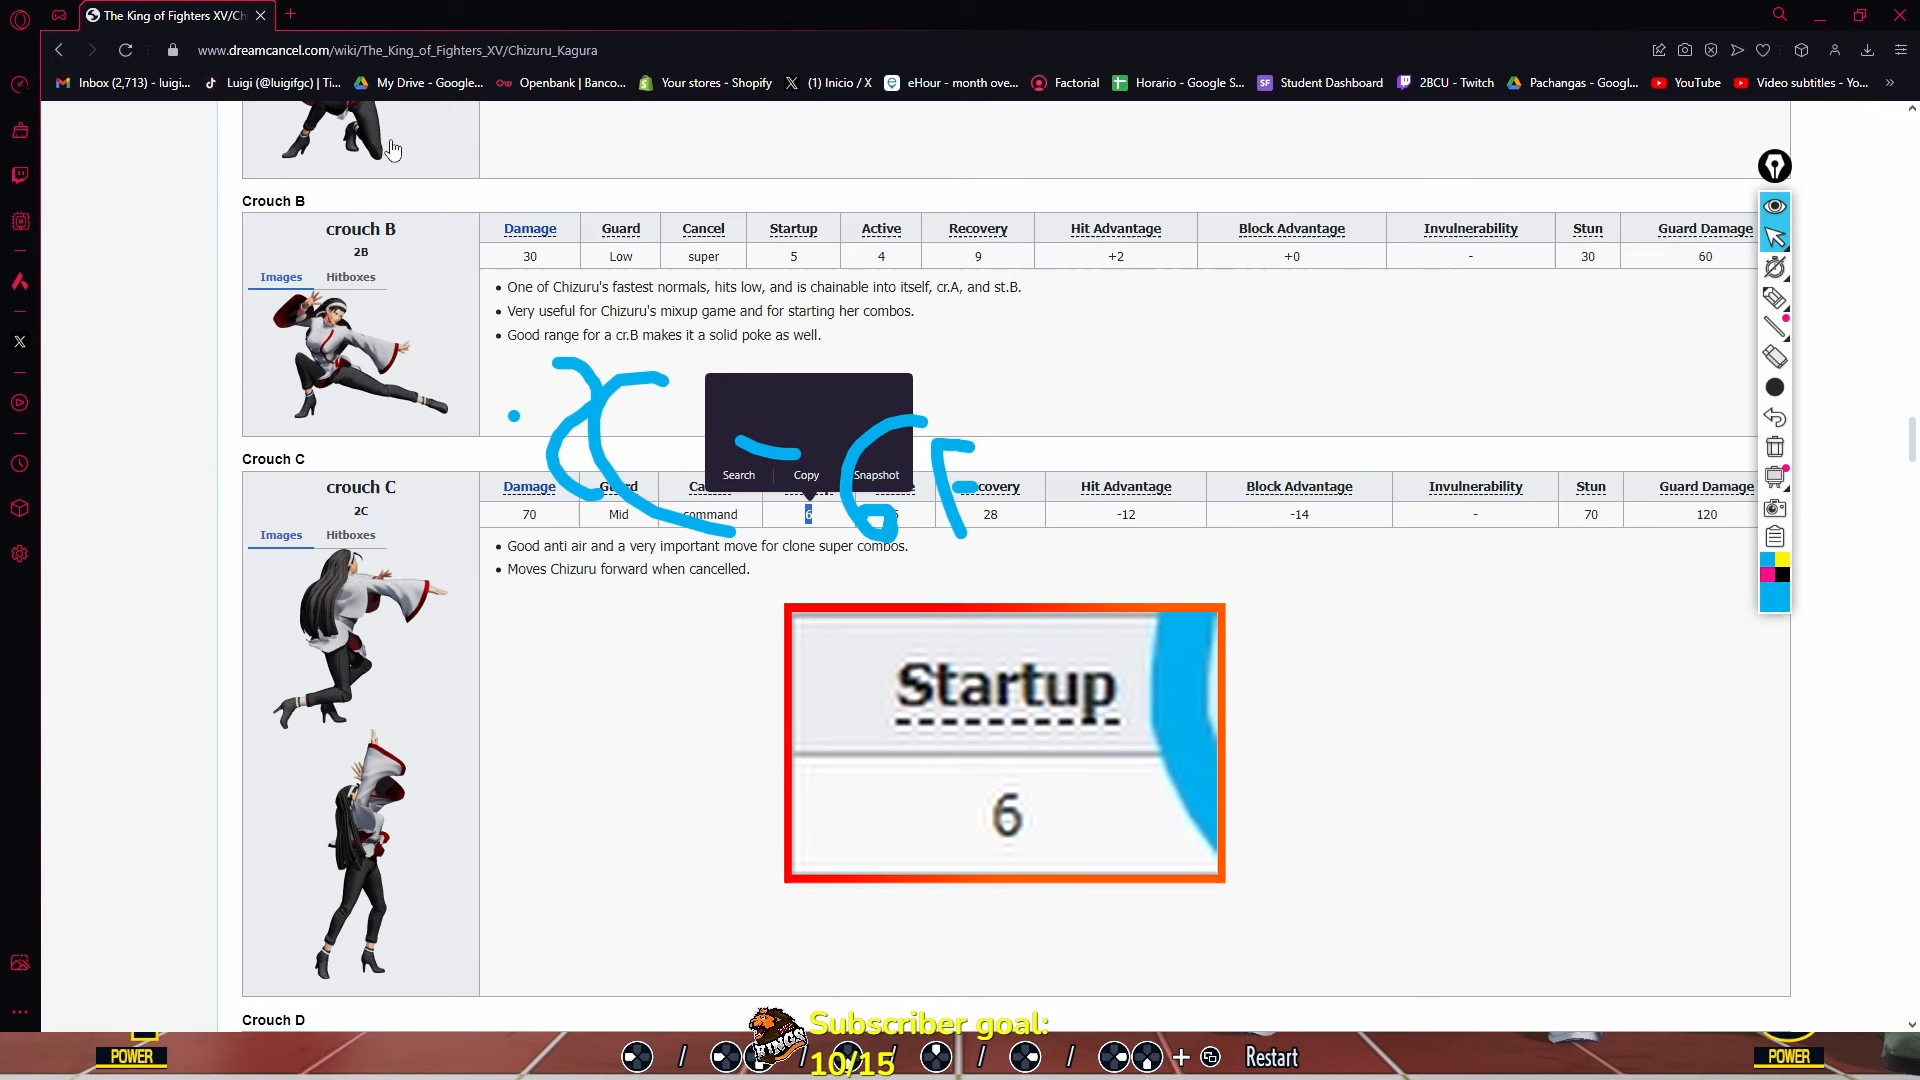 The King of Fighters XV/Ch
www.dreamcancel.com/wiki/The_King_of_Fighters_XV/Chizuru_Kagura
Inbox (2,713) - luigi... Luigi (@luigifgc) | Ti... My Drive - Google... Openbank | Banco... Your stores - Shopify (1) Inicio / X eHour - month ove... Factorial Horario - Google S... SF Student Dashboard 2BCU - Twitch Pachangas - Googl... YouTube Video subtitles - Yo... »
Crouch B
crouch B
2B
Images Hitboxes
Damage Guard Cancel Startup Active Recovery Hit Advantage Block Advantage Invulnerability Stun Guard Damage
30 Low super 5 4 9 +2 +0 - 30 60
• One of Chizuru's fastest normals, hits low, and is chainable into itself, cr.A, and st.B.
• Very useful for Chizuru's mixup game and for starting her combos.
• Good range for a cr.B makes it a solid poke as well.
2C - 6F
Search Copy Snapshot
Crouch C
crouch C
2C
Images Hitboxes
Damage Hit Advantage Block Advantage Invulnerability Stun Guard Damage
70 Mid command 6 28 -12 -14 - 70 120
• Good anti air and a very important move for clone super combos.
• Moves Chizuru forward when cancelled.
Startup
6
Crouch D
KINGS
Subscriber goal:
10/15
POWER / / / / / + Restart POWER